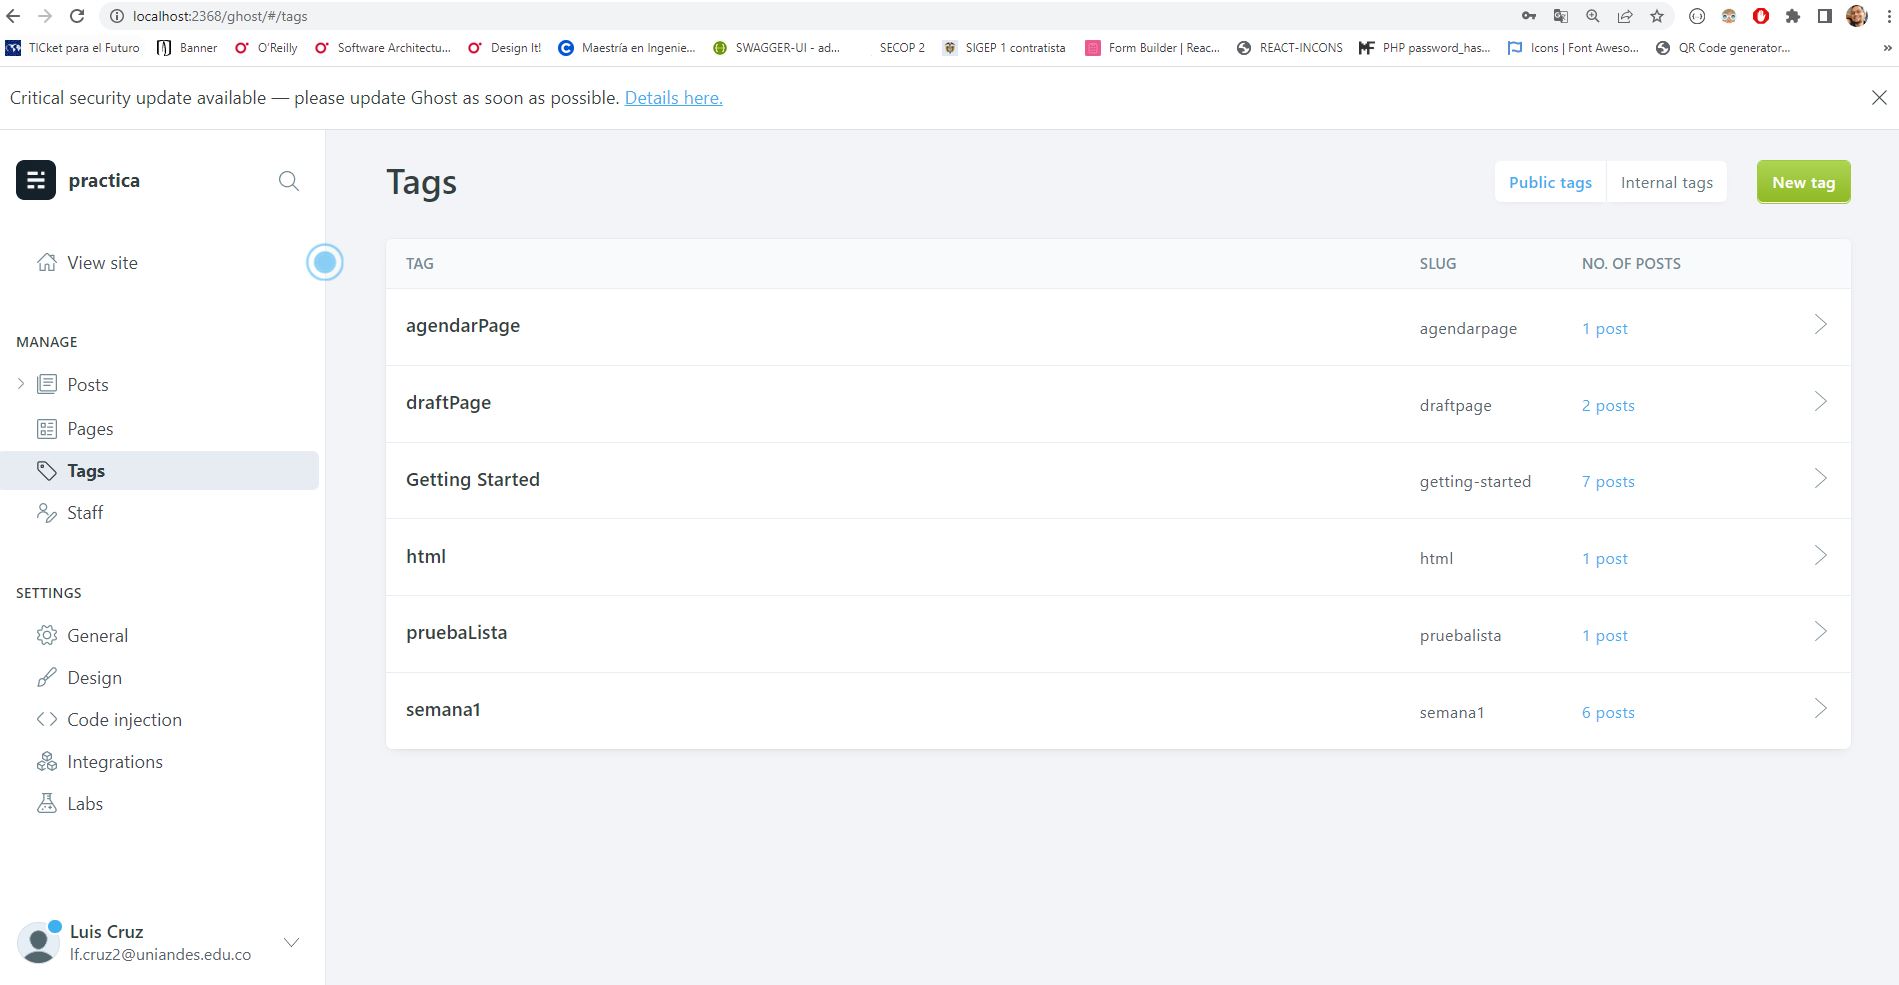 localhost:2368/ghost/#/tags
TICket para el Futuro Banner O'Reilly Software Architectu... Design It! Maestría en Ingenie... SWAGGER-UI - ad... SECOP 2 SIGEP 1 contratista Form Builder | Reac... REACT-INCONS PHP password_has... Icons | Font Aweso... QR Code generator... »
Critical security update available — please update Ghost as soon as possible. Details here.
practica
View site
MANAGE
Posts
Pages
Tags
Staff
SETTINGS
General
Design
Code injection
Integrations
Labs
Luis Cruz
lf.cruz2@uniandes.edu.co
Tags
Public tags Internal tags New tag
TAG SLUG NO. OF POSTS
agendarPage agendarpage 1 post
draftPage draftpage 2 posts
Getting Started getting-started 7 posts
html html 1 post
pruebaLista pruebalista 1 post
semana1 semana1 6 posts